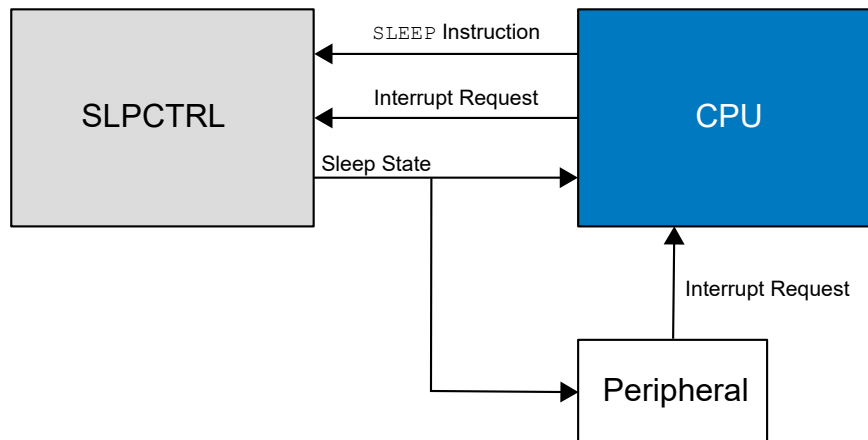 SLEEP Instruction
SLPCTRL
Interrupt Request
CPU
Sleep State
Interrupt Request
Peripheral